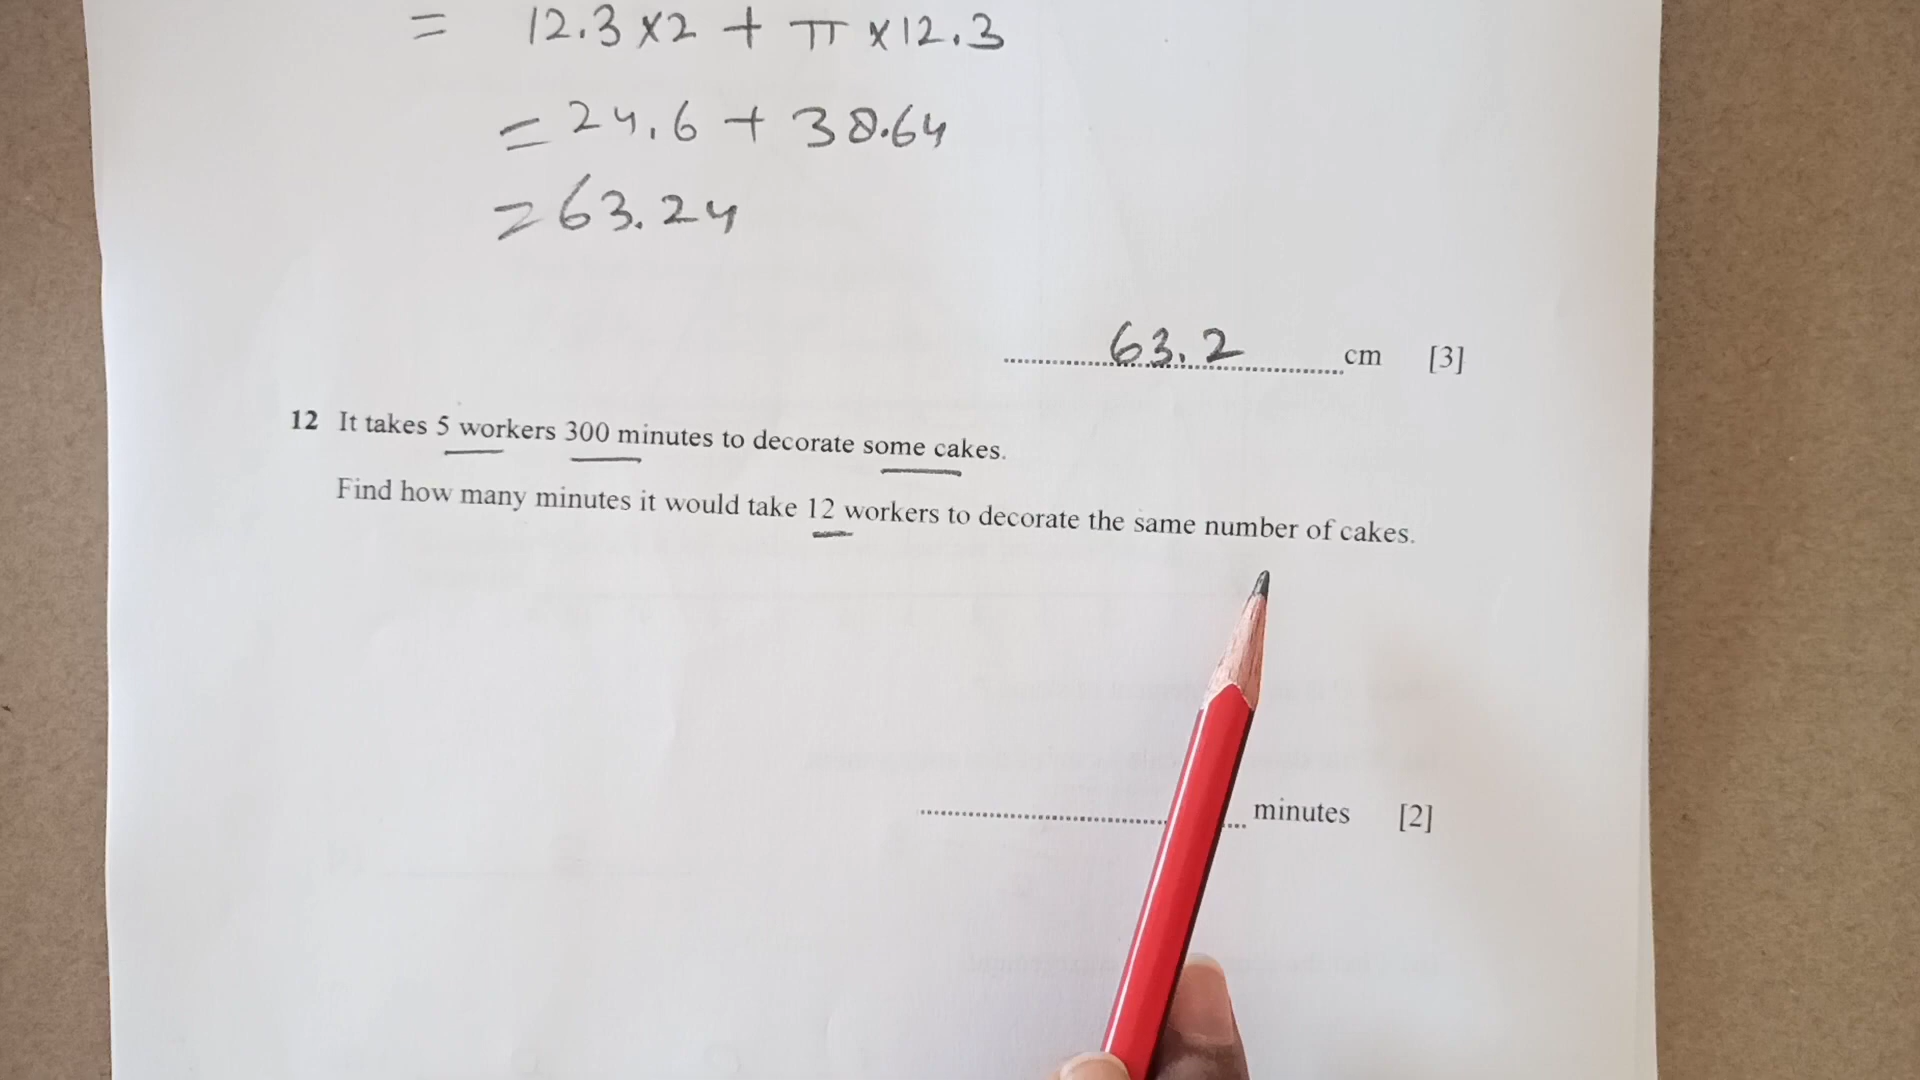 = 12.3 × 2 + π × 12.3
= 24.6 + 38.64
= 63.24
63.2 cm [3]
12 It takes 5 workers 300 minutes to decorate some cakes.
Find how many minutes it would take 12 workers to decorate the same number of cakes.
minutes [2]